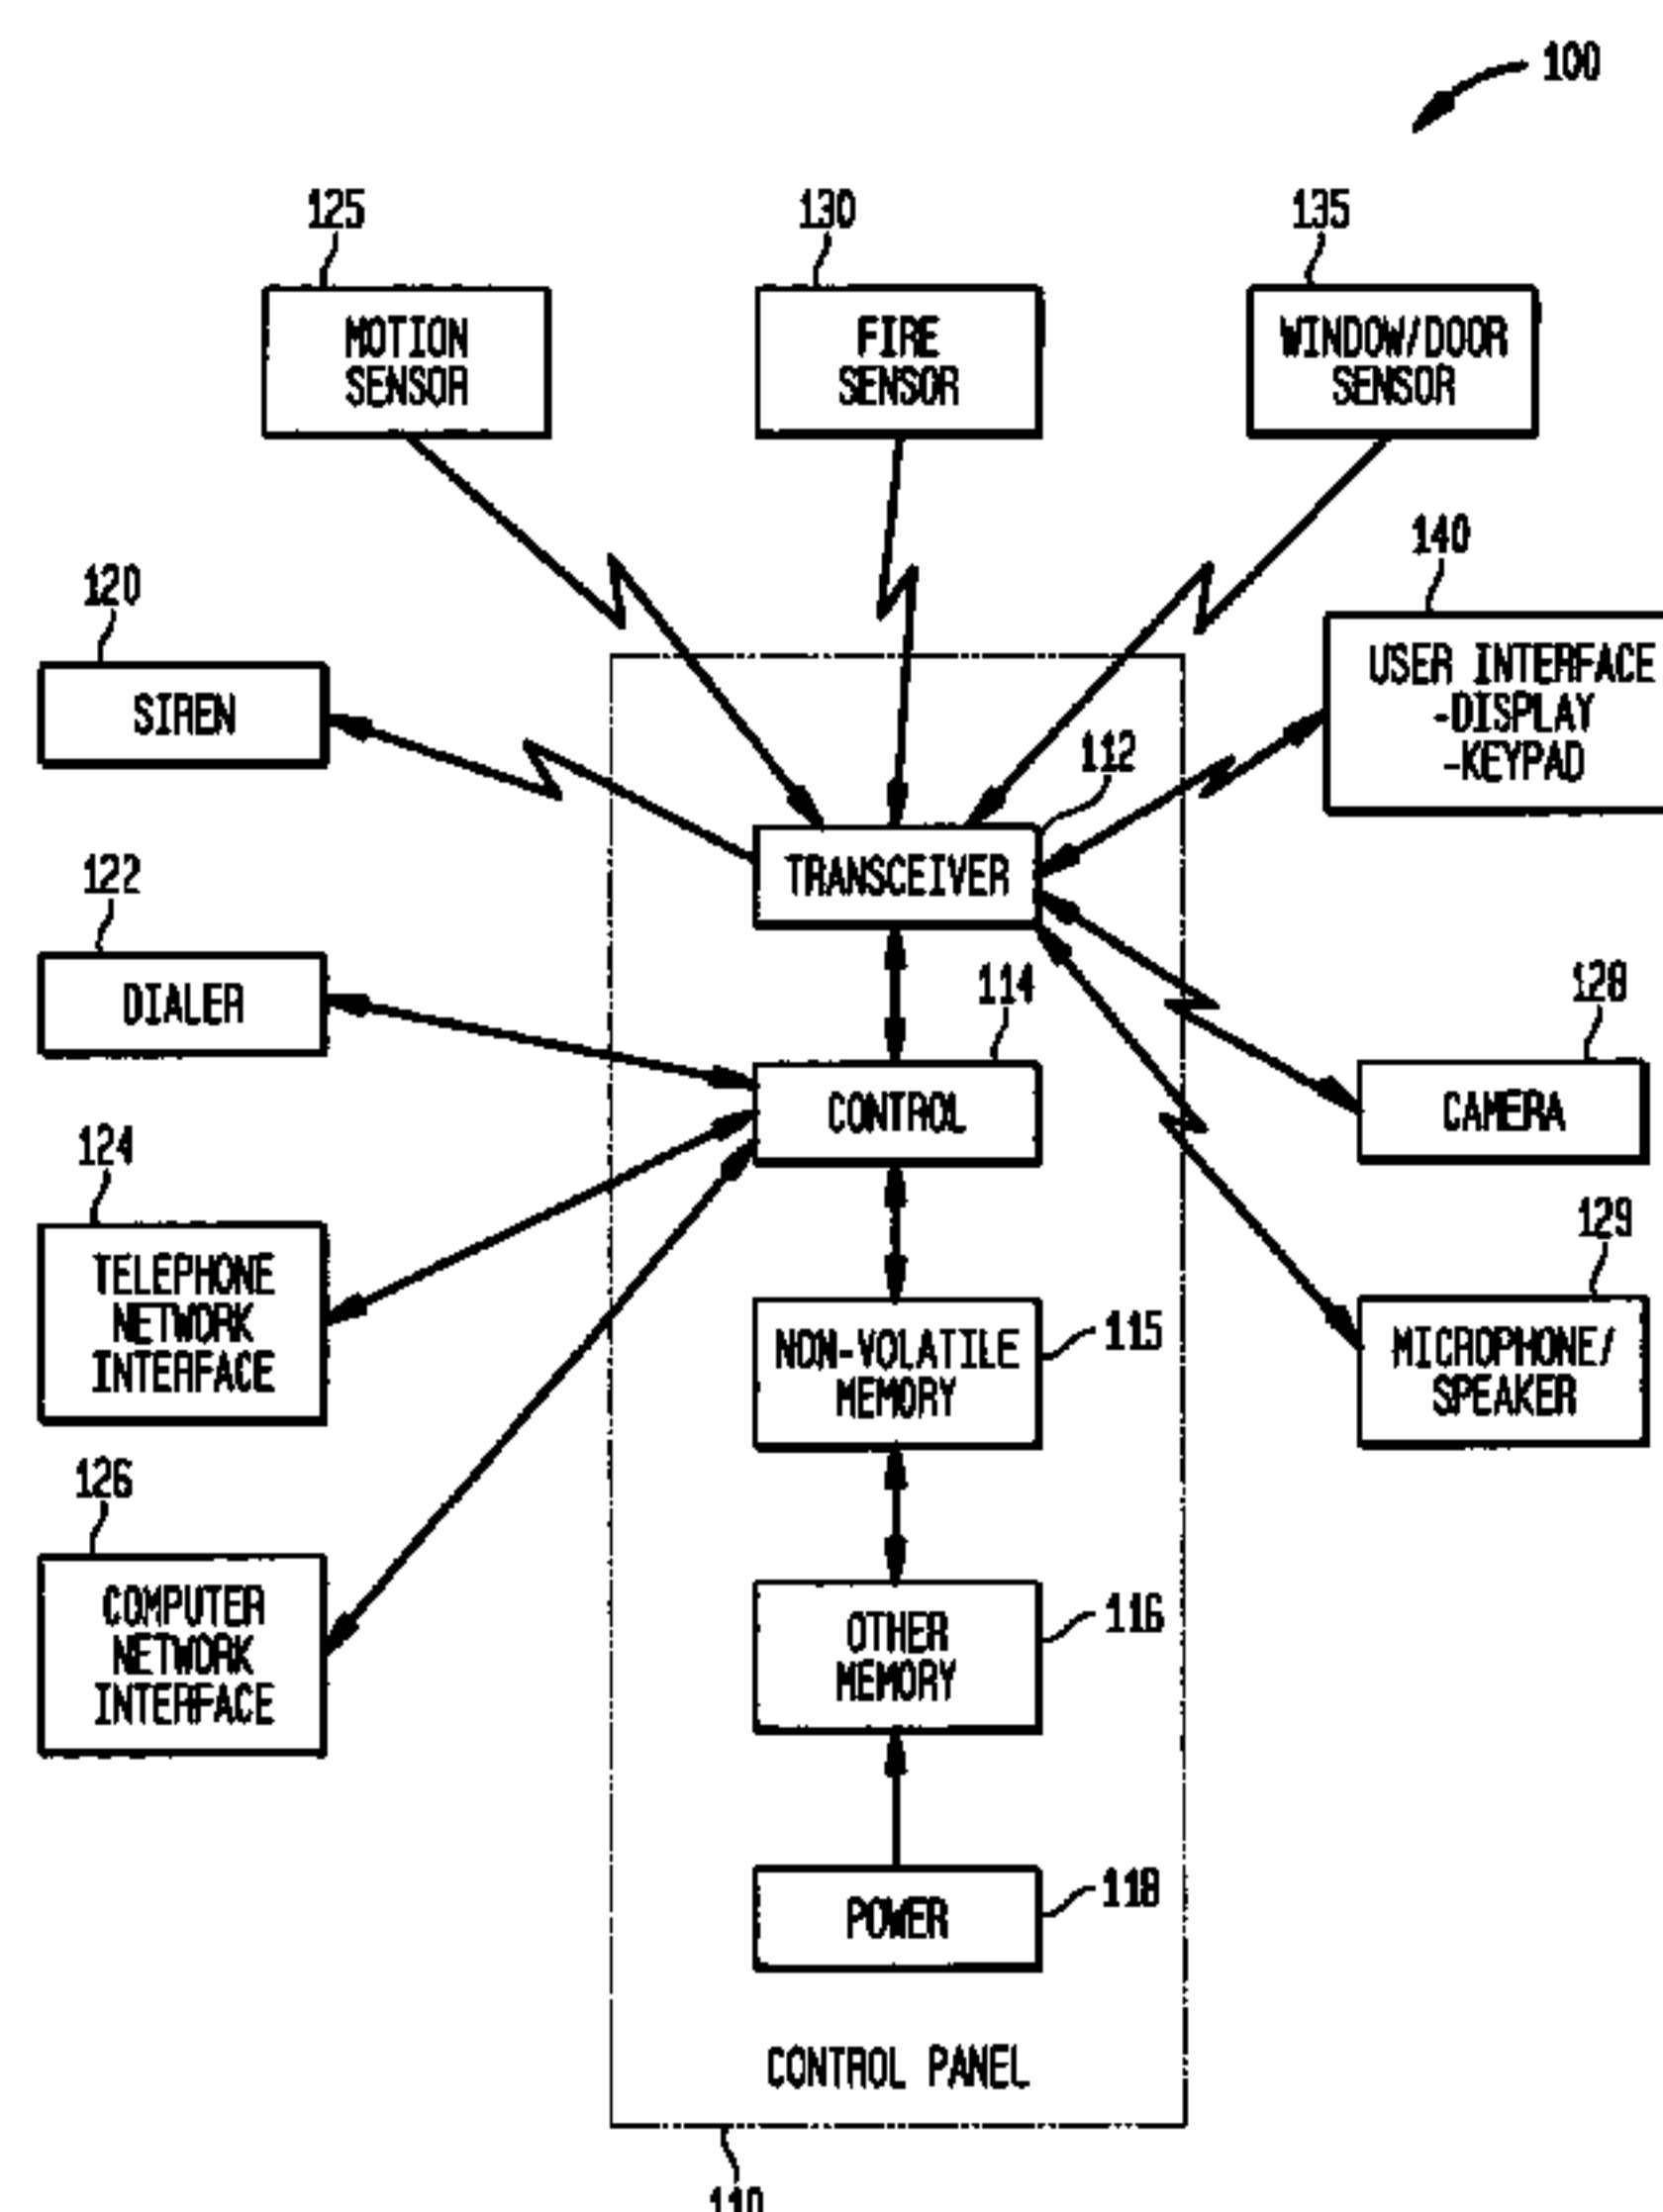 100
125
130
135
MOTION
SENSOR
FIRE
SENSOR
WINDOW/DOOR
SENSOR
140
USER INTERFACE
-DISPLAY
-KEYPAD
120
SIREN
112
TRANSCEIVER
122
DIALER
114
CONTROL
128
CAMERA
124
TELEPHONE
NETWORK
INTERFACE
129
MICROPHONE/
SPEAKER
115
NON-VOLATILE
MEMORY
126
COMPUTER
NETWORK
INTERFACE
116
OTHER
MEMORY
118
POWER
CONTROL PANEL
110